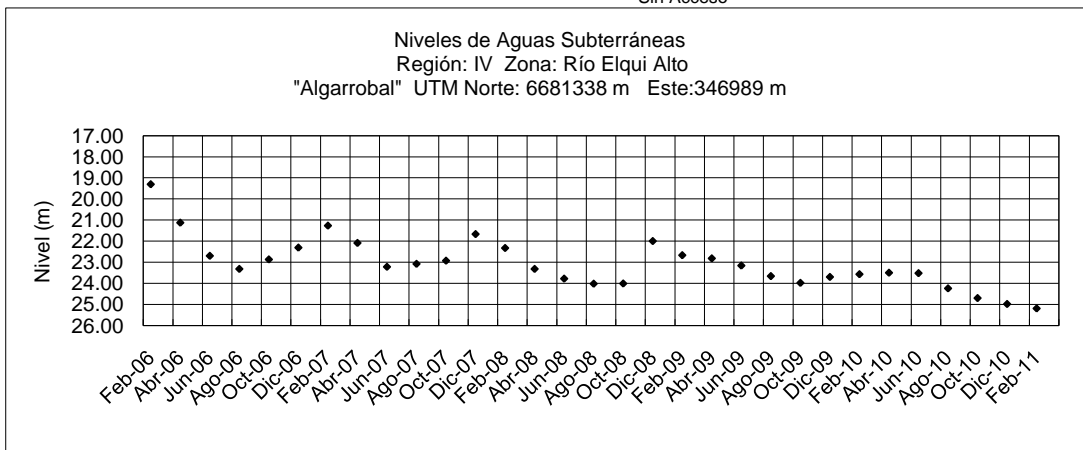 Sin Acceso
Niveles de Aguas Subterráneas
Región: IV Zona: Río Elqui Alto
"Algarrobal" UTM Norte: 6681338 m Este:346989 m
Nivel (m)
17.00
18.00
19.00
20.00
21.00
22.00
23.00
24.00
25.00
26.00
Feb-06
Abr-06
Jun-06
Ago-06
Oct-06
Dic-06
Feb-07
Abr-07
Jun-07
Ago-07
Oct-07
Dic-07
Feb-08
Abr-08
Jun-08
Ago-08
Oct-08
Dic-08
Feb-09
Abr-09
Jun-09
Ago-09
Oct-09
Dic-09
Feb-10
Abr-10
Jun-10
Ago-10
Oct-10
Dic-10
Feb-11